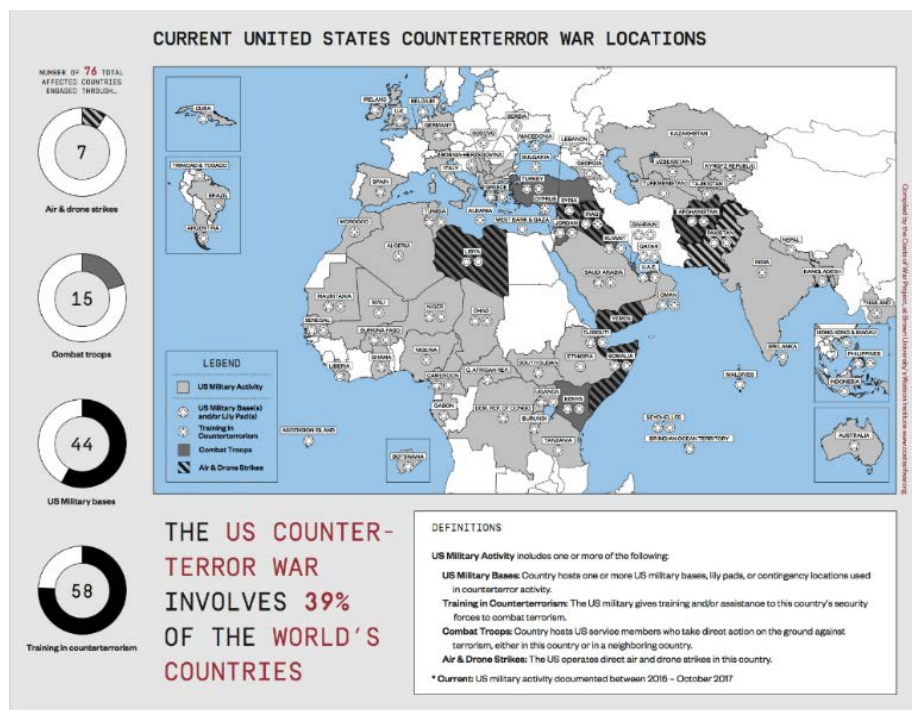 CURRENT UNITED STATES COUNTERTERROR WAR LOCATIONS
NUMBER OF 76 TOTAL
AFFECTED COUNTRIES
ENGAGED THROUGH...
7
Air & drone strikes
15
Combat troops
44
US Military bases
58
Training in counterterrorism
CUBA
TRINIDAD & TOBAGO
BRAZIL
ARGENTINA
IRELAND
U.K.
BELGIUM
GERMANY
KOSOVO
SERBIA
BOSNIA-HERZEGOVINA
MACEDONIA
LEBANON
BULGARIA
GEORGIA
ITALY
SPAIN
GREECE
TURKEY
CYPRUS
SYRIA
ALBANIA
WEST BANK & GAZA
JORDAN
IRAQ
KAZAKHSTAN
UZBEKISTAN
KYRGYZ REPUBLIC
TURKMENISTAN
TAJIKISTAN
AFGHANISTAN
PAKISTAN
NEPAL
INDIA
BANGLADESH
THAILAND
HONG KONG & MACAU
PHILIPPINES
INDONESIA
SRI LANKA
MALDIVES
MOROCCO
TUNISIA
ALGERIA
LIBYA
KUWAIT
BAHRAIN
QATAR
U.A.E.
SAUDI ARABIA
OMAN
YEMEN
MAURITANIA
MALI
NIGER
CHAD
SENEGAL
BURKINA FASO
NIGERIA
GHANA
LIBERIA
CAMEROON
C. AFRICAN REP.
SOUTH SUDAN
DJIBOUTI
ETHIOPIA
SOMALIA
UGANDA
KENYA
GABON
DEM. REP. OF CONGO
BURUNDI
TANZANIA
SEYCHELLES
BR. INDIAN OCEAN TERRITORY
ASCENSION ISLAND
BOTSWANA
AUSTRALIA
LEGEND
US Military Activity
US Military Base(s)
and/or Lily Pad(s)
Training in
Counterterrorism
Combat Troops
Air & Drone Strikes
Compiled by the Costs of War Project, at Brown University's Watson Institute www.costsofwar.org
THE US COUNTER-
TERROR WAR
INVOLVES 39%
OF THE WORLD'S
COUNTRIES
DEFINITIONS
US Military Activity includes one or more of the following:
US Military Bases: Country hosts one or more US military bases, lily pads, or contingency locations used
in counterterror activity.
Training in Counterterrorism: The US military gives training and/or assistance to this country's security
forces to combat terrorism.
Combat Troops: Country hosts US service members who take direct action on the ground against
terrorism, either in this country or in a neighboring country.
Air & Drone Strikes: The US operates direct air and drone strikes in this country.
* Current: US military activity documented between 2015 – October 2017